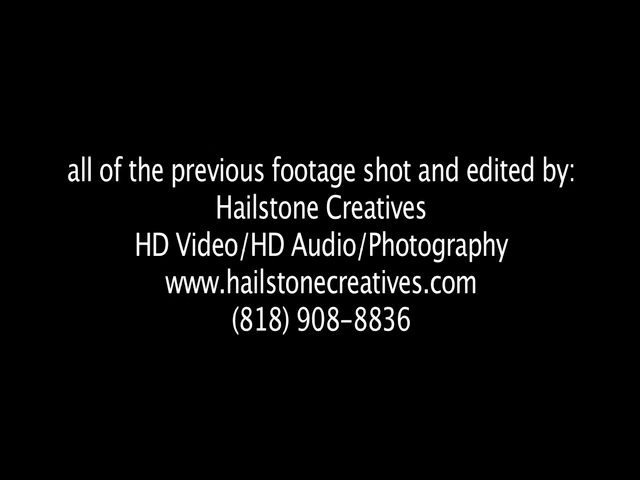 all of the previous footage shot and edited by:
Hailstone Creatives
HD Video/HD Audio/Photography
www.hailstonecreatives.com
(818) 908-8836